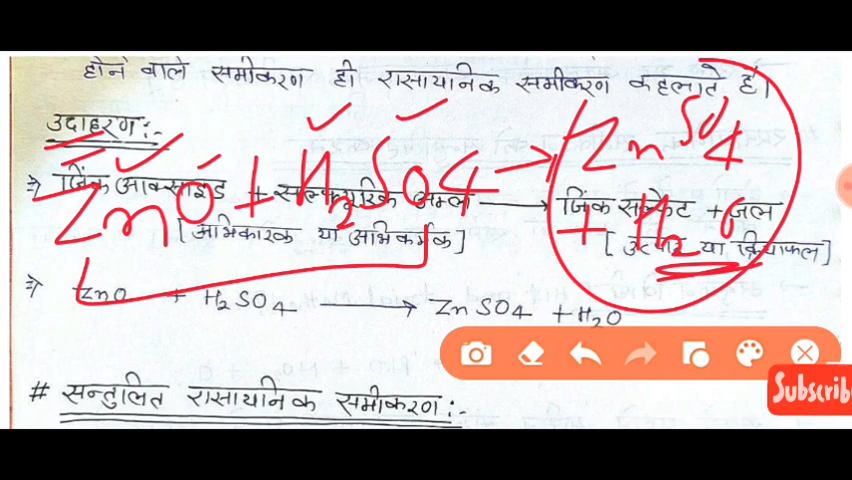 होने वाले समीकरण ही रासायनिक समीकरण कहलाते है।
उदाहरण:-
⇒ जिंक आक्साइड + सल्फ्यूरिक अम्ल ⟶ जिंक सल्फेट + जल
ZnO + H₂SO4 → ZnSO4
+ H₂O
[अभिकारक या अभिकर्मक] [उत्पाद या क्रियाफल]
⇒ ZnO + H₂SO4 ⟶ ZnSO4 + H₂O
# सन्तुलित रासायनिक समीकरण:-
Subscrib